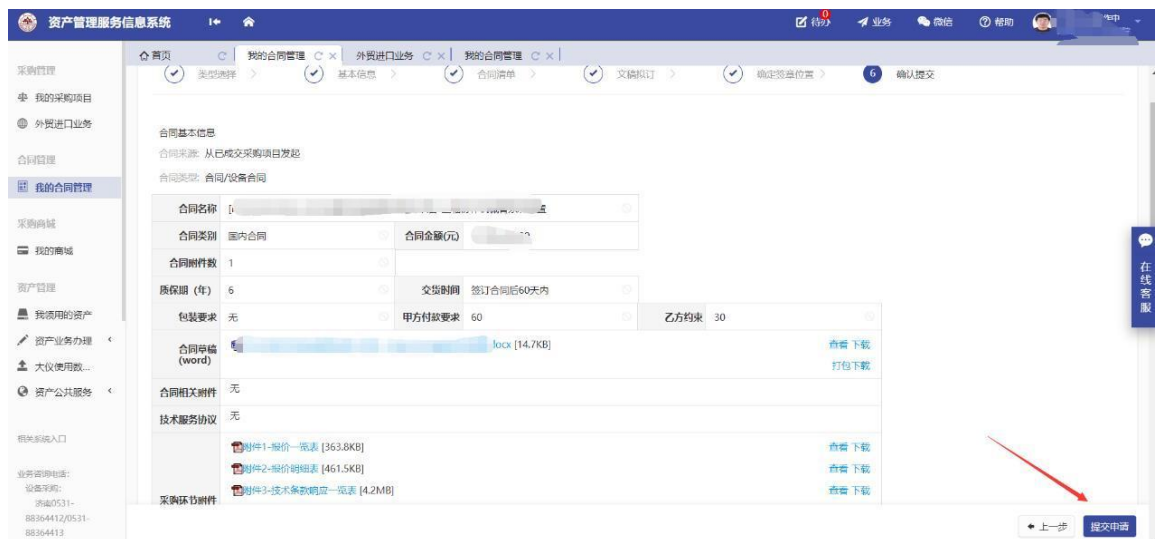 资产管理服务信息系统
待办 0 业务 微信 帮助
首页 我的合同管理 外贸进口业务 我的合同管理
类型选择 基本信息 合同清单 文稿拟订 确定签章位置 6 确认提交
采购管理
我的采购项目
外贸进口业务
合同管理
我的合同管理
采购商城
我的商城
资产管理
我领用的资产
资产业务办理
大仪使用数...
资产公共服务
相关系统入口
业务咨询电话:
设备采购:
济南0531-
88364412/0531-
88364413
合同基本信息
合同来源: 从已成交采购项目发起
合同类型: 合同/设备合同
合同名称
合同类别 国内合同 合同金额(元)
合同附件数 1
质保期（年） 6 交货时间 签订合同后60天内
包装要求 无 甲方付款要求 60 乙方约束 30
合同草稿 .docx [14.7KB] 查看 下载
(word) 打包下载
合同相关附件 无
技术服务协议 无
采购环节附件
附件1-报价一览表 [363.8KB] 查看 下载
附件2-报价明细表 [461.5KB] 查看 下载
附件3-技术条款响应一览表 [4.2MB] 查看 下载
上一步 提交申请
在线客服